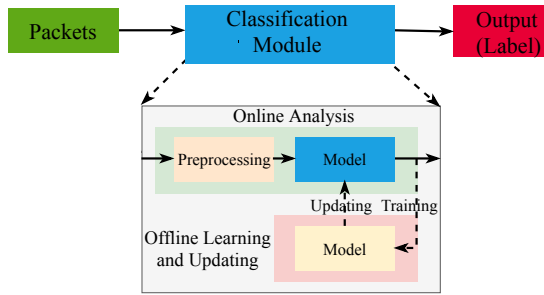 Packets
Classification
Module
Output
(Label)
Online Analysis
Preprocessing
Model
Updating
Training
Offline Learning
and Updating
Model